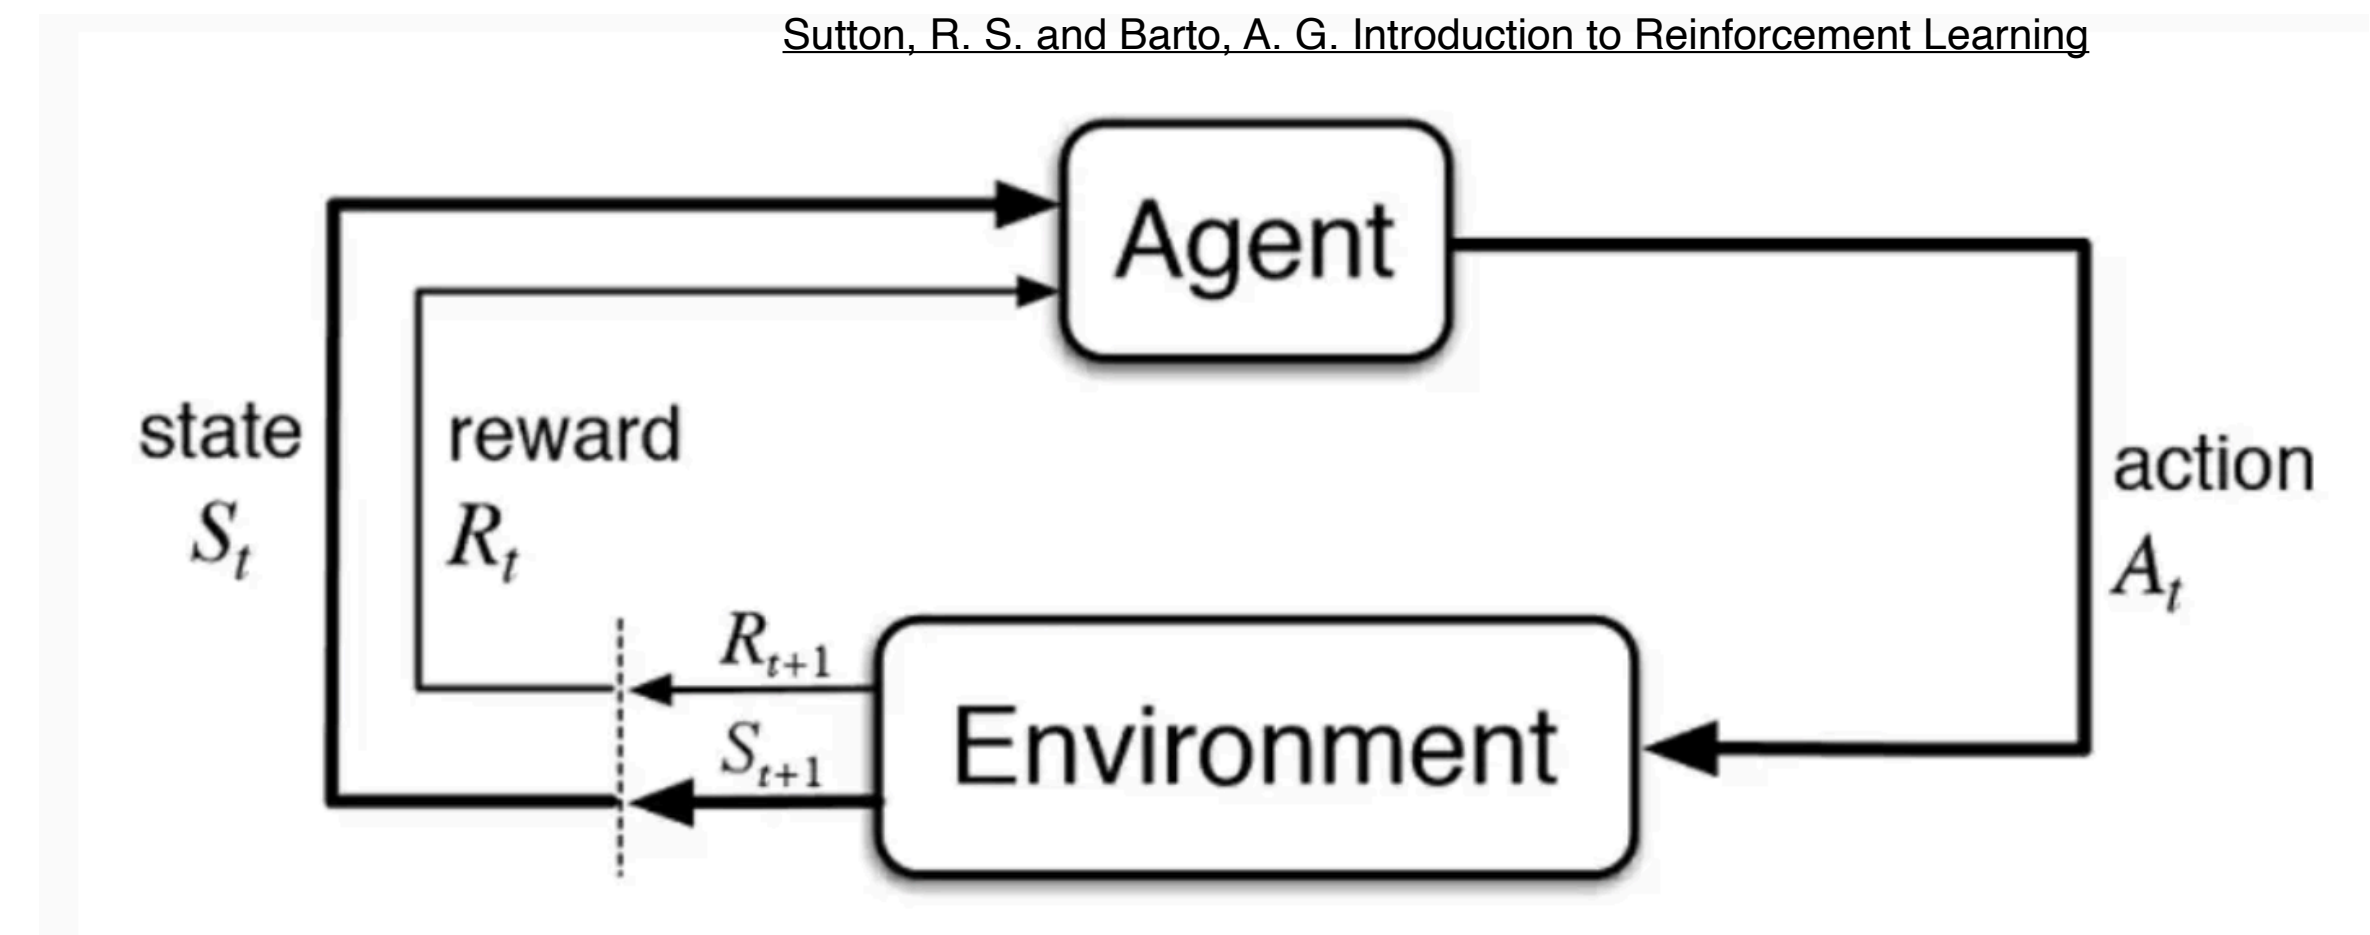 Sutton, R. S. and Barto, A. G. Introduction to Reinforcement Learning
Agent
state
S_t
reward
R_t
action
A_t
R_{t+1}
S_{t+1}
Environment